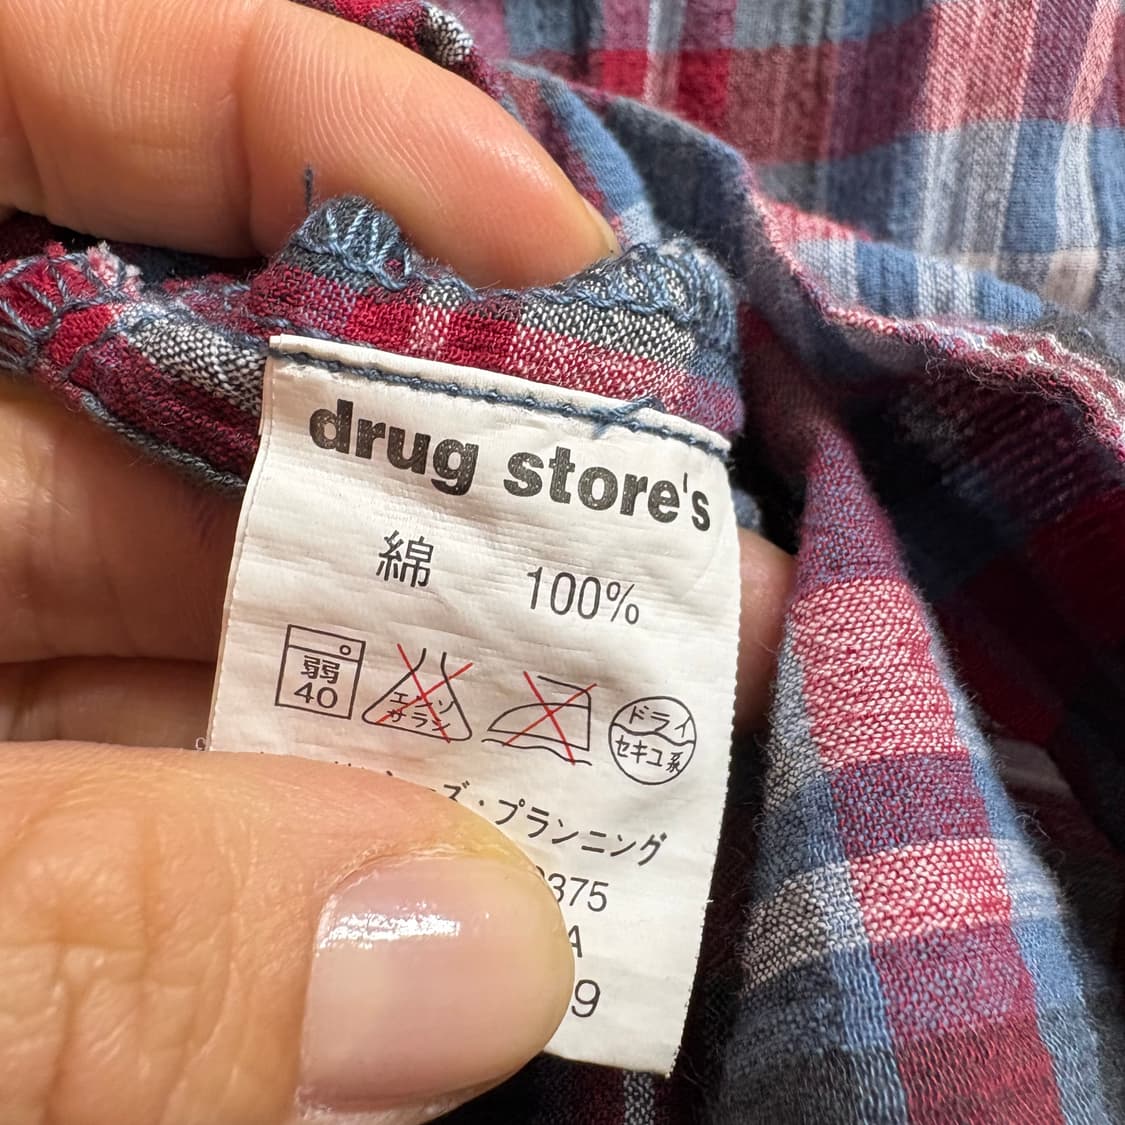 drug store's
綿 100%
弱 40
エンソ
サラシ
ドライ
セキユ系
ズ・プランニング
375
A
9